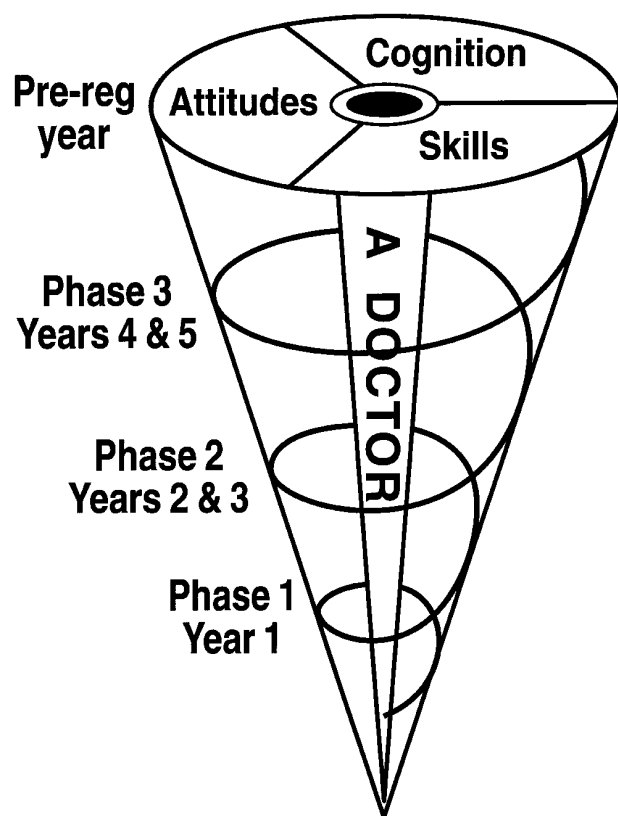 Cognition
Pre-reg
year
Attitudes
Skills
A DOCTOR
Phase 3
Years 4 & 5
Phase 2
Years 2 & 3
Phase 1
Year 1